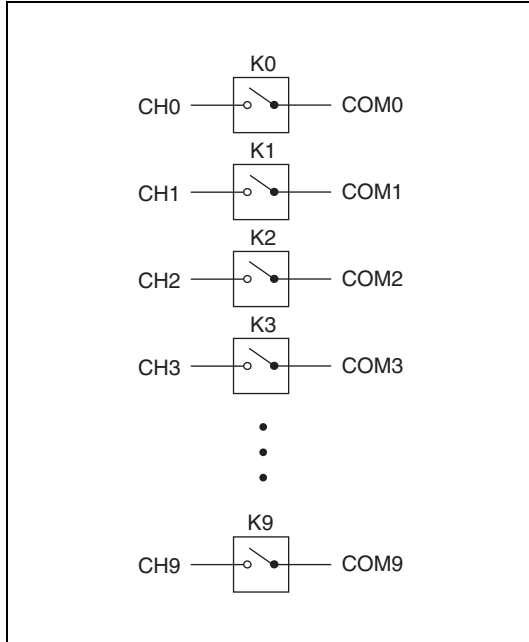 K0
CH0 COM0
K1
CH1 COM1
K2
CH2 COM2
K3
CH3 COM3
K9
CH9 COM9